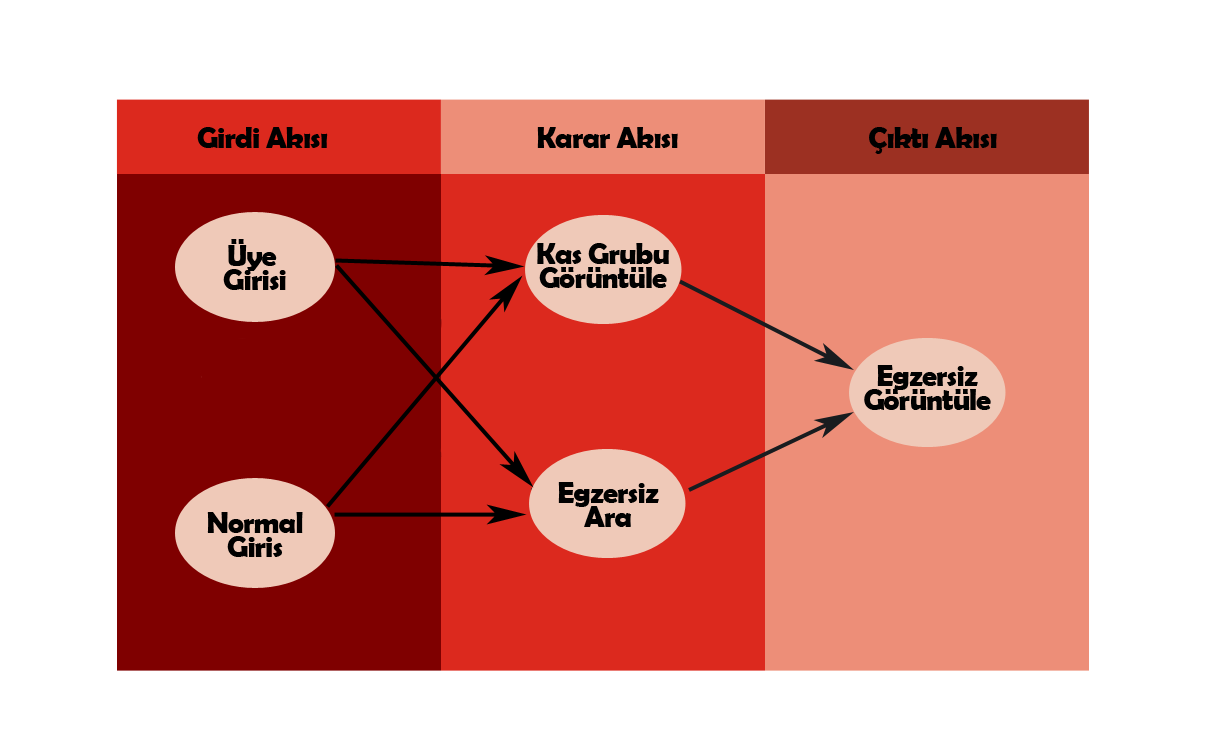 Girdi Akısı
Karar Akısı
Çıktı Akısı
Üye
Girisi
Kas Grubu
Görüntüle
Egzersiz
Görüntüle
Egzersiz
Ara
Normal
Giris